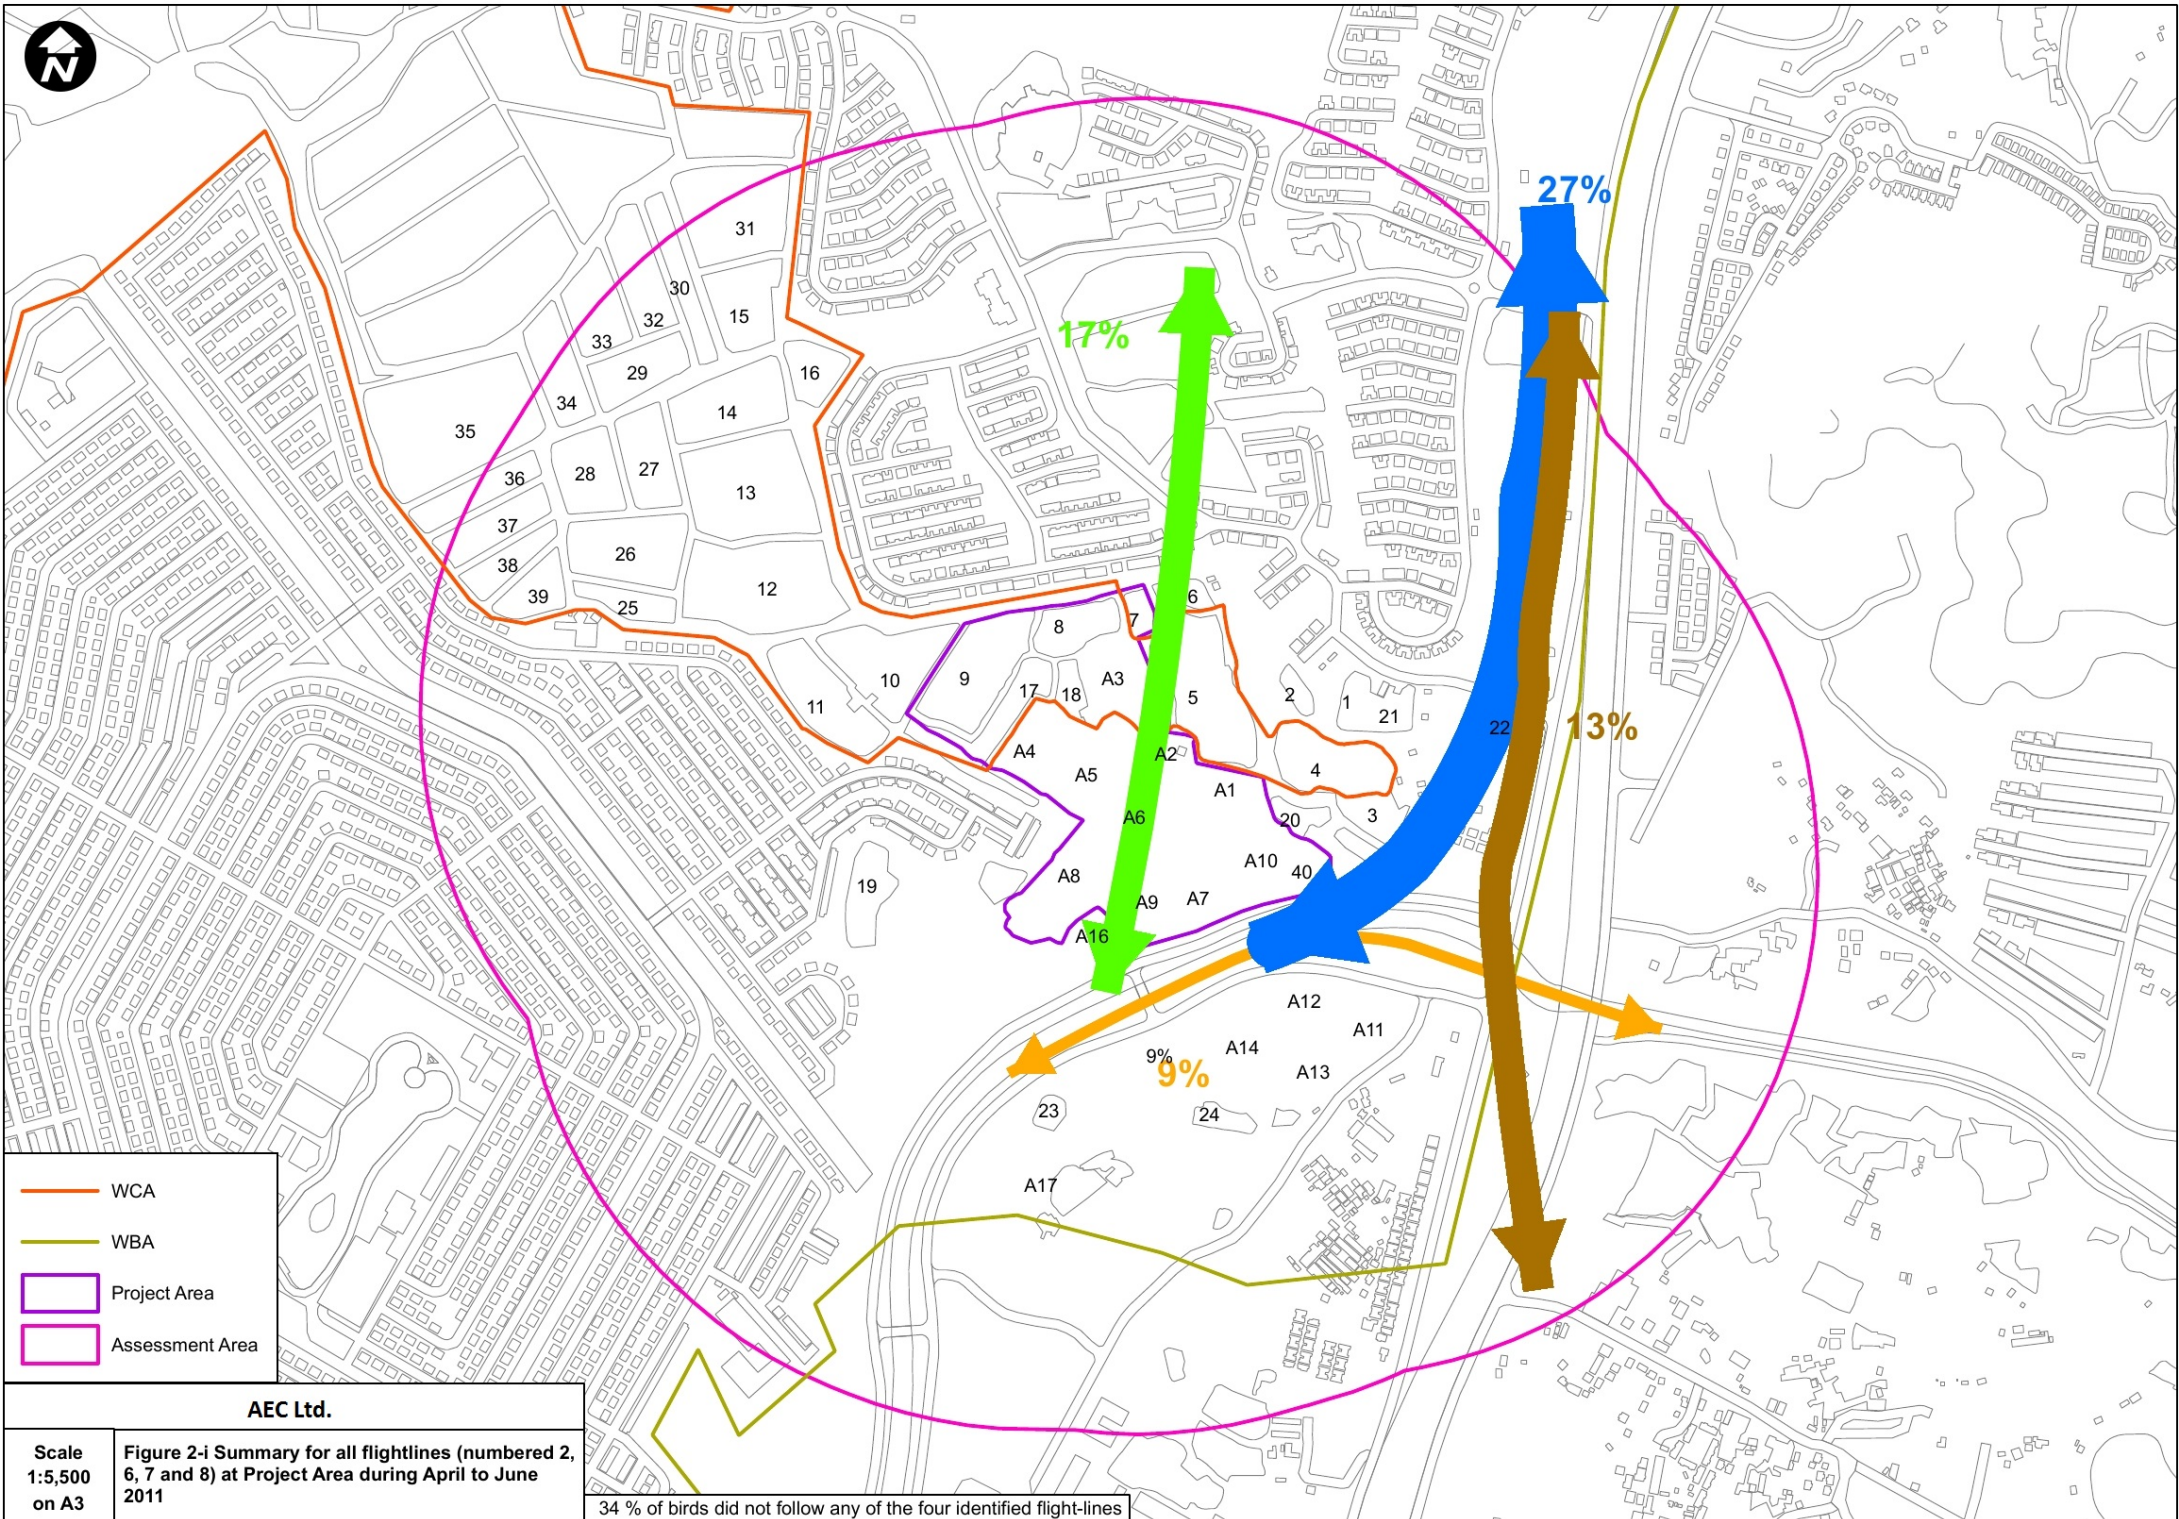 N
27%
31
30
15
32
17%
33
29
16
34
14
35
27
28
36
13
37
26
38
12
39
25
6
7
8
10
9
A3
17
18
5
2
1
11
21
22
13%
A4
A2
A5
4
A1
A6
3
20
A10
40
A8
19
A9
A7
A16
A12
A11
A14
9%
9%
A13
23
24
A17
WCA
WBA
Project Area
Assessment Area
AEC Ltd.
Scale
1:5,500
on A3
Figure 2-i Summary for all flightlines (numbered 2,
6, 7 and 8) at Project Area during April to June
2011
34 % of birds did not follow any of the four identified flight-lines